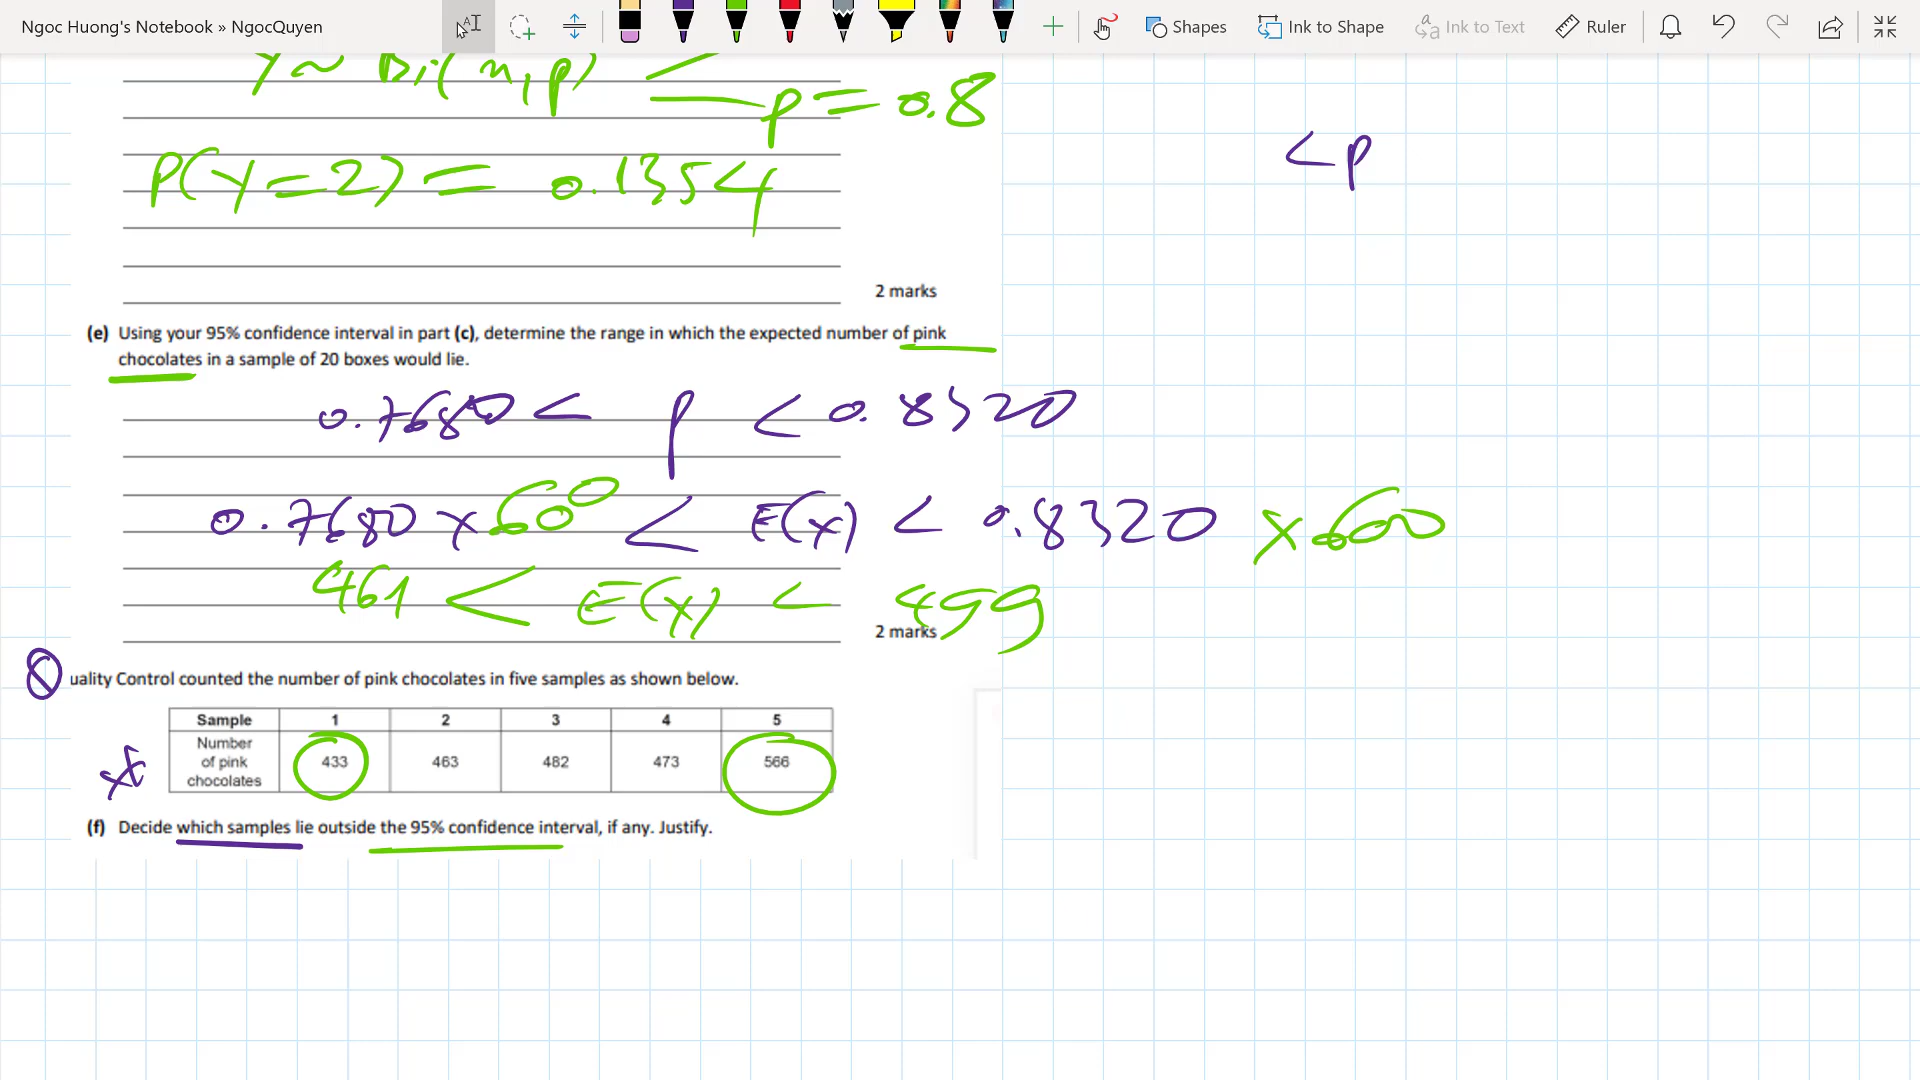 Ngoc Huong's Notebook » NgocQuyen
Shapes Ink to Shape Ink to Text Ruler
Y ~ Bi(n, p)
p = 0.8
< p
P(Y = 2) = 0.1354
2 marks
(e) Using your 95% confidence interval in part (c), determine the range in which the expected number of pink
chocolates in a sample of 20 boxes would lie.
0.7680 < p < 0.8320
0.7680 x 600 < E(x) < 0.8320 x 600
461 < E(x) < 499
2 marks
Quality Control counted the number of pink chocolates in five samples as shown below.
Sample 1 2 3 4 5
Number of pink chocolates 433 463 482 473 566
(f) Decide which samples lie outside the 95% confidence interval, if any. Justify.